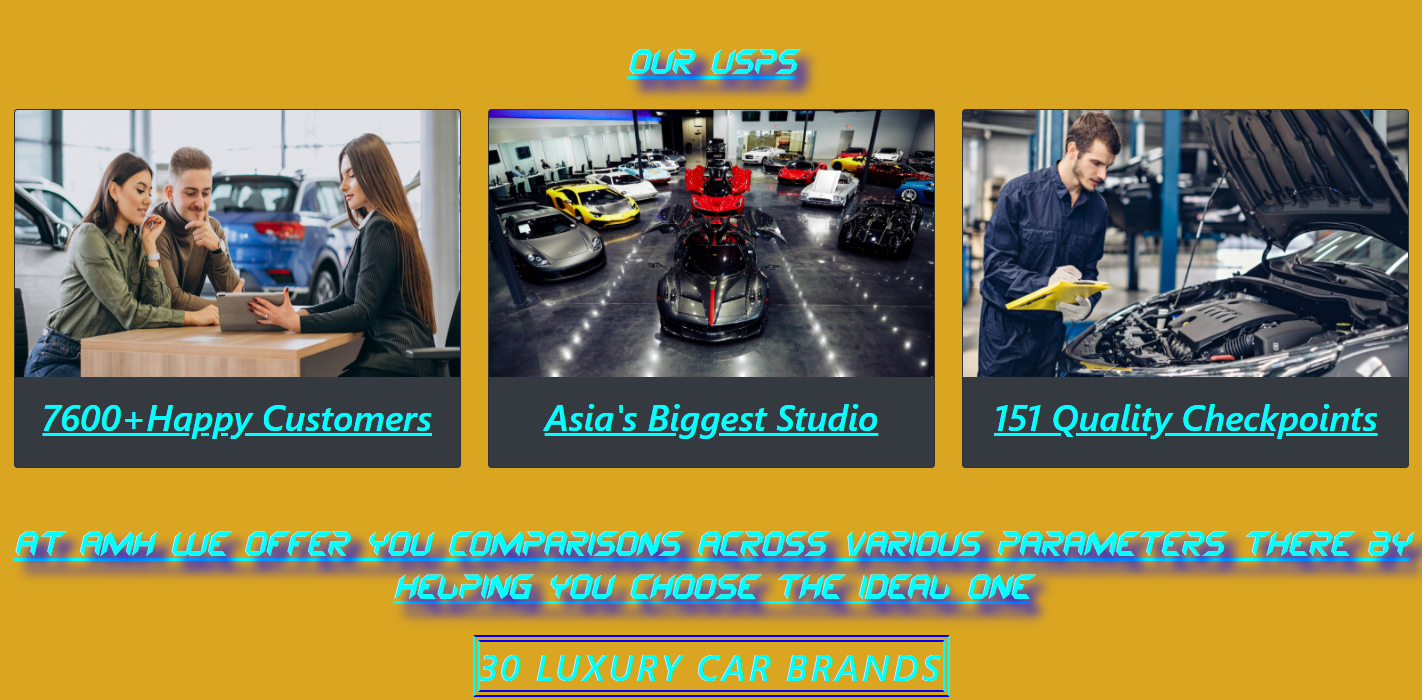 OUR USPS
7600+Happy Customers
Asia's Biggest Studio
151 Quality Checkpoints
AT AMH WE OFFER YOU COMPARISONS ACROSS VARIOUS PARAMETERS THERE BY
HELPING YOU CHOOSE THE IDEAL ONE
30 LUXURY CAR BRANDS